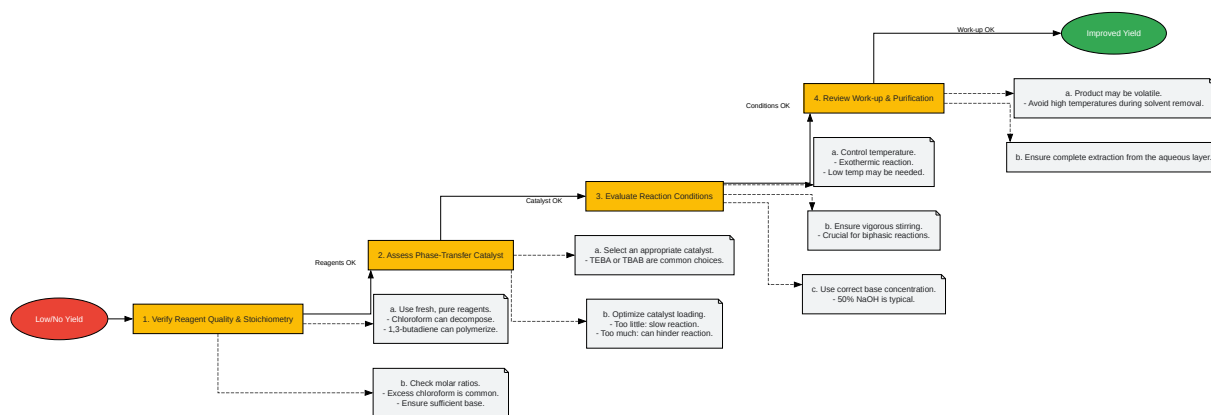 Low/No Yield
1. Verify Reagent Quality & Stoichiometry
a. Use fresh, pure reagents.
- Chloroform can decompose.
- 1,3-butadiene can polymerize.
b. Check molar ratios.
- Excess chloroform is common.
- Ensure sufficient base.
Reagents OK
2. Assess Phase-Transfer Catalyst
a. Select an appropriate catalyst.
- TEBA or TBAB are common choices.
b. Optimize catalyst loading.
- Too little: slow reaction.
- Too much: can hinder reaction.
Catalyst OK
3. Evaluate Reaction Conditions
a. Control temperature.
- Exothermic reaction.
- Low temp may be needed.
b. Ensure vigorous stirring.
- Crucial for biphasic reactions.
c. Use correct base concentration.
- 50% NaOH is typical.
Conditions OK
4. Review Work-up & Purification
a. Product may be volatile.
- Avoid high temperatures during solvent removal.
b. Ensure complete extraction from the aqueous layer.
Work-up OK
Improved Yield